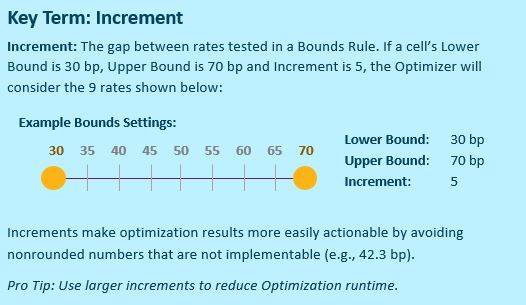 Key Term: Increment
Increment: The gap between rates tested in a Bounds Rule. If a cell's Lower
Bound is 30 bp, Upper Bound is 70 bp and Increment is 5, the Optimizer will
consider the 9 rates shown below:
Example Bounds Settings:
30 35 40 45 50 55 60 65 70
Lower Bound: 30 bp
Upper Bound: 70 bp
Increment: 5
Increments make optimization results more easily actionable by avoiding
nonrounded numbers that are not implementable (e.g., 42.3 bp).
Pro Tip: Use larger increments to reduce Optimization runtime.